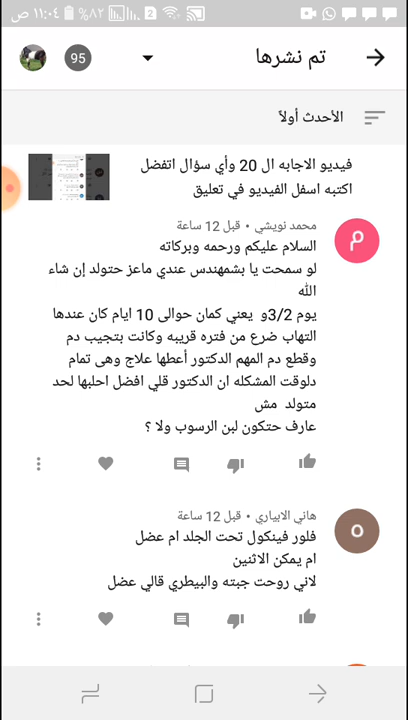 ١١:٠٤ ص
٨٢٪
2
تم نشرها
95
الأحدث أولاً
فيديو الاجابه ال 20 وأي سؤال اتفضل
اكتبه اسفل الفيديو في تعليق
محمد نويشي • قبل 12 ساعة
م
السلام عليكم ورحمه وبركاته
لو سمحت يا بشمهندس عندي ماعز حتولد إن شاء
الله
يوم 3/2و يعني كمان حوالى 10 ايام كان عندها
التهاب ضرع من فتره قريبه وكانت بتجيب دم
وقطع دم المهم الدكتور أعطها علاج وهى تمام
دلوقت المشكله ان الدكتور قلي افضل احلبها لحد
متولد مش
عارف حتكون لبن الرسوب ولا ؟
هاني الابياري • قبل 12 ساعة
o
فلور فينكول تحت الجلد ام عضل
ام يمكن الاثنين
لاني روحت جبته والبيطري قالي عضل